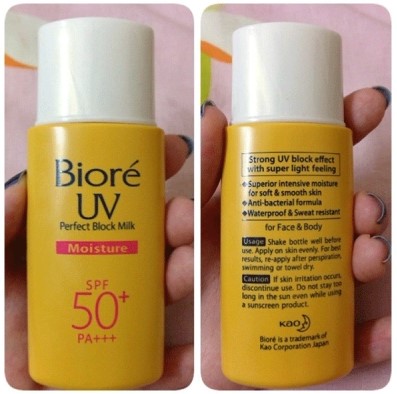 Bioré
UV
Perfect Block Milk
Moisture
SPF
50+
PA+++
Strong UV block effect
with super light feeling
Superior intensive moisture
for soft & smooth skin
Anti-bacterial formula
Waterproof & Sweat resistant
for Face & Body
Usage Shake bottle well before
use. Apply on skin evenly. For best
results, re-apply after perspiration,
swimming or towel dry.
Caution If skin irritation occurs,
discontinue use. Do not stay too
long in the sun even while using
a sunscreen product.
Kao
Bioré is a trademark of
Kao Corporation Japan